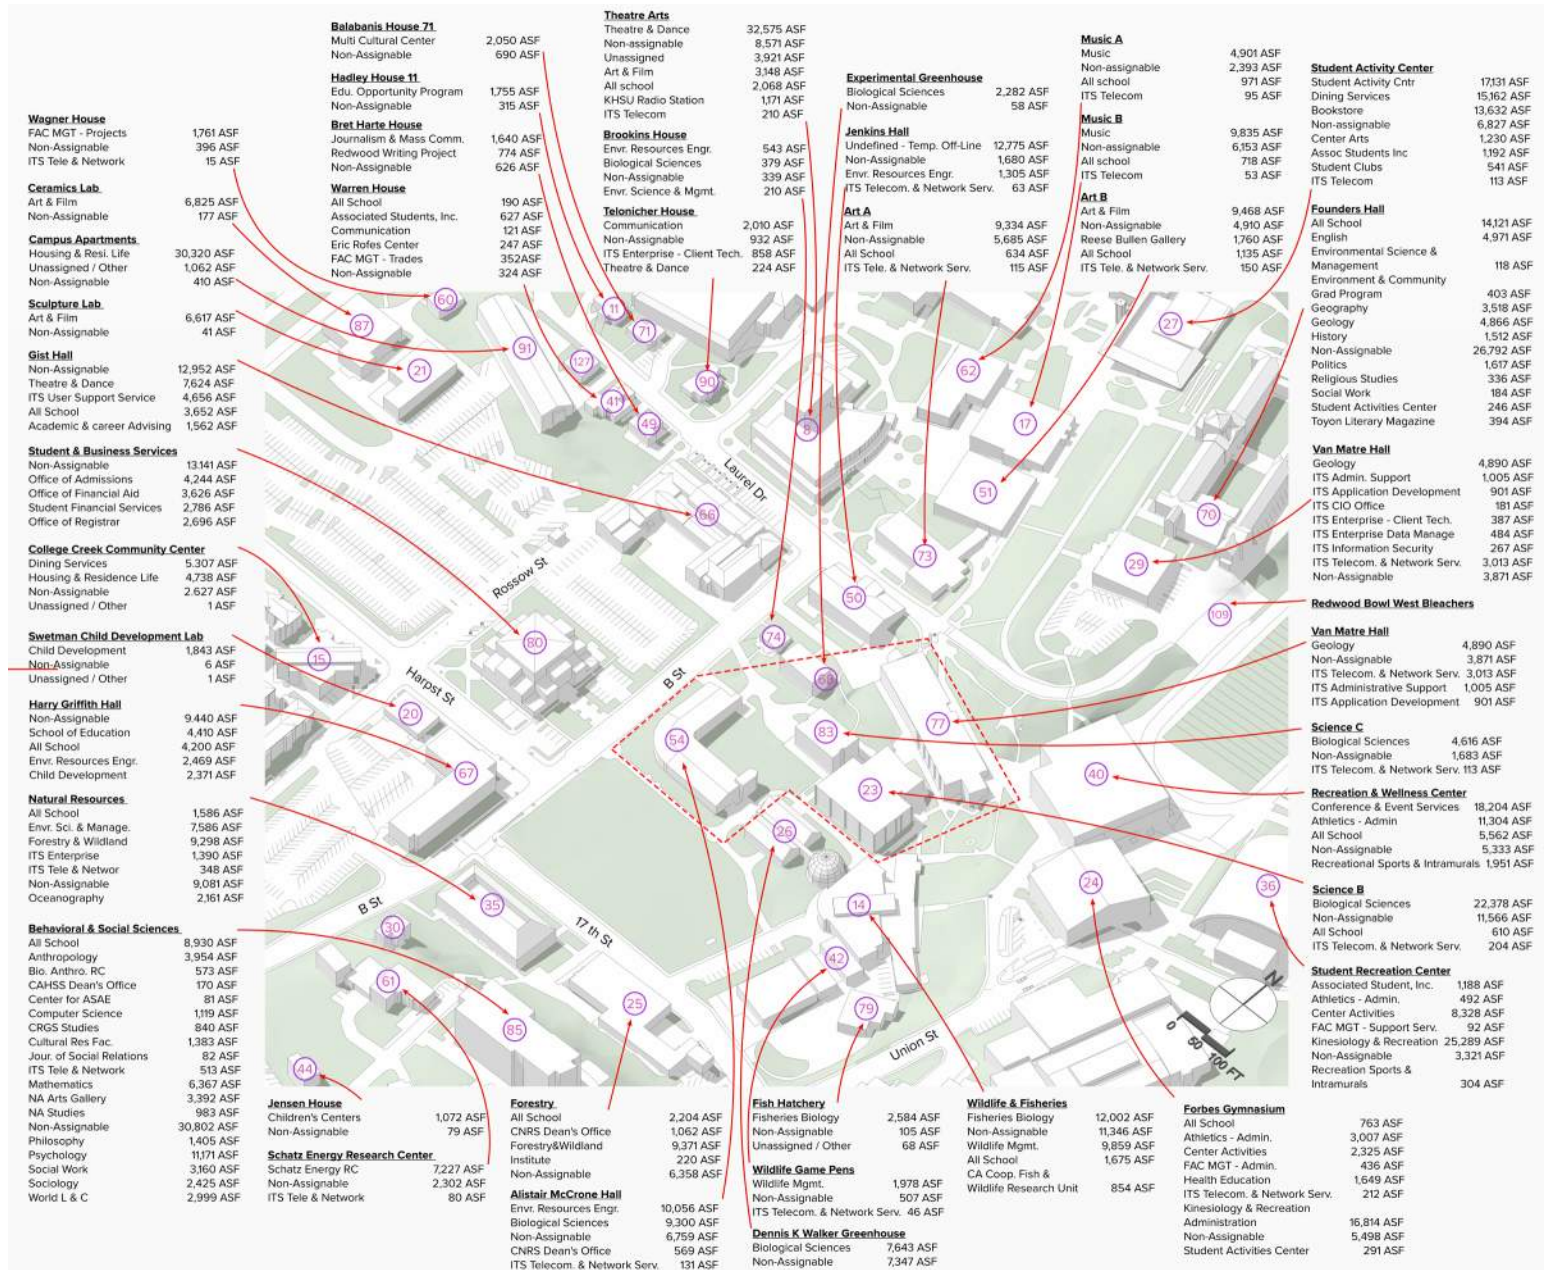 Balabanis House 71
Multi Cultural Center 2,050 ASF
Non-Assignable 690 ASF
Hadley House 11
Edu. Opportunity Program 1,755 ASF
Non-Assignable 315 ASF
Bret Harte House
Journalism & Mass Comm. 1,640 ASF
Redwood Writing Project 774 ASF
Non-Assignable 626 ASF
Warren House
All School 190 ASF
Associated Students, Inc. 627 ASF
Communication 121 ASF
Eric Rofes Center 247 ASF
FAC MGT - Trades 352ASF
Non-Assignable 324 ASF
Theatre Arts
Theatre & Dance 32,575 ASF
Non-assignable 8,571 ASF
Unassigned 3,921 ASF
Art & Film 3,148 ASF
All school 2,068 ASF
KHSU Radio Station 1,171 ASF
ITS Telecom 210 ASF
Brookins House
Envr. Resources Engr. 543 ASF
Biological Sciences 379 ASF
Non-Assignable 339 ASF
Envr. Science & Mgmt. 210 ASF
Telonicher House
Communication 2,010 ASF
Non-Assignable 932 ASF
ITS Enterprise - Client Tech. 858 ASF
Theatre & Dance 224 ASF
Experimental Greenhouse
Biological Sciences 2,282 ASF
Non-Assignable 58 ASF
Jenkins Hall
Undefined - Temp. Off-Line 12,775 ASF
Non-Assignable 1,680 ASF
Envr. Resources Engr. 1,305 ASF
ITS Telecom. & Network Serv. 63 ASF
Art A
Art & Film 9,334 ASF
Non-Assignable 5,685 ASF
All School 634 ASF
ITS Tele. & Network Serv. 115 ASF
Music A
Music 4,901 ASF
Non-assignable 2,393 ASF
All school 971 ASF
ITS Telecom 95 ASF
Music B
Music 9,835 ASF
Non-assignable 6,153 ASF
All school 718 ASF
ITS Telecom 53 ASF
Art B
Art & Film 9,468 ASF
Non-Assignable 4,910 ASF
Reese Bullen Gallery 1,760 ASF
All School 1,135 ASF
ITS Tele. & Network Serv. 150 ASF
Student Activity Center
Student Activity Cntr 17,131 ASF
Dining Services 15,162 ASF
Bookstore 13,632 ASF
Non-assignable 6,827 ASF
Center Arts 1,230 ASF
Assoc Students Inc 1,192 ASF
Student Clubs 541 ASF
ITS Telecom 113 ASF
Founders Hall
All School 14,121 ASF
English 4,971 ASF
Environmental Science &
Management 118 ASF
Environment & Community
Grad Program 403 ASF
Geography 3,518 ASF
Geology 4,866 ASF
History 1,512 ASF
Non-Assignable 26,792 ASF
Politics 1,617 ASF
Religious Studies 336 ASF
Social Work 184 ASF
Student Activities Center 246 ASF
Toyon Literary Magazine 394 ASF
Van Matre Hall
Geology 4,890 ASF
ITS Admin. Support 1,005 ASF
ITS Application Development 901 ASF
ITS CIO Office 181 ASF
ITS Enterprise - Client Tech. 387 ASF
ITS Enterprise Data Manage 484 ASF
ITS Information Security 267 ASF
ITS Telecom. & Network Serv. 3,013 ASF
Non-Assignable 3,871 ASF
Redwood Bowl West Bleachers
Van Matre Hall
Geology 4,890 ASF
Non-Assignable 3,871 ASF
ITS Telecom. & Network Serv. 3,013 ASF
ITS Administrative Support 1,005 ASF
ITS Application Development 901 ASF
Science C
Biological Sciences 4,616 ASF
Non-Assignable 1,683 ASF
ITS Telecom. & Network Serv. 113 ASF
Recreation & Wellness Center
Conference & Event Services 18,204 ASF
Athletics - Admin 11,304 ASF
All School 5,562 ASF
Non-Assignable 5,333 ASF
Recreational Sports & Intramurals 1,951 ASF
Science B
Biological Sciences 22,378 ASF
Non-Assignable 11,566 ASF
All School 610 ASF
ITS Telecom. & Network Serv. 204 ASF
Student Recreation Center
Associated Student, Inc. 1,188 ASF
Athletics - Admin. 492 ASF
Center Activities 8,328 ASF
FAC MGT - Support Serv. 92 ASF
Kinesiology & Recreation 25,289 ASF
Non-Assignable 3,321 ASF
Recreation Sports &
Intramurals 304 ASF
Wagner House
FAC MGT - Projects 1,761 ASF
Non-Assignable 396 ASF
ITS Tele & Network 15 ASF
Ceramics Lab
Art & Film 6,825 ASF
Non-Assignable 177 ASF
Campus Apartments
Housing & Resi. Life 30,320 ASF
Unassigned / Other 1,062 ASF
Non-Assignable 410 ASF
Sculpture Lab
Art & Film 6,617 ASF
Non-Assignable 41 ASF
Gist Hall
Non-Assignable 12,952 ASF
Theatre & Dance 7,624 ASF
ITS User Support Service 4,656 ASF
All School 3,652 ASF
Academic & career Advising 1,562 ASF
Student & Business Services
Non-Assignable 13.141 ASF
Office of Admissions 4,244 ASF
Office of Financial Aid 3,626 ASF
Student Financial Services 2,786 ASF
Office of Registrar 2,696 ASF
College Creek Community Center
Dining Services 5.307 ASF
Housing & Residence Life 4,738 ASF
Non-Assignable 2.627 ASF
Unassigned / Other 1 ASF
Swetman Child Development Lab
Child Development 1,843 ASF
Non-Assignable 6 ASF
Unassigned / Other 1 ASF
Harry Griffith Hall
Non-Assignable 9.440 ASF
School of Education 4,410 ASF
All School 4,200 ASF
Envr. Resources Engr. 2,469 ASF
Child Development 2,371 ASF
Natural Resources
All School 1,586 ASF
Envr. Sci. & Manage. 7,586 ASF
Forestry & Wildland 9,298 ASF
ITS Enterprise 1,390 ASF
ITS Tele & Networ 348 ASF
Non-Assignable 9,081 ASF
Oceanography 2,161 ASF
Behavioral & Social Sciences
All School 8,930 ASF
Anthropology 3,954 ASF
Bio. Anthro. RC 573 ASF
CAHSS Dean's Office 170 ASF
Center for ASAE 81 ASF
Computer Science 1,119 ASF
CRGS Studies 840 ASF
Cultural Res Fac. 1,383 ASF
Jour. of Social Relations 82 ASF
ITS Tele & Network 513 ASF
Mathematics 6,367 ASF
NA Arts Gallery 3,392 ASF
NA Studies 983 ASF
Non-Assignable 30,802 ASF
Philosophy 1,405 ASF
Psychology 11,171 ASF
Social Work 3,160 ASF
Sociology 2,425 ASF
World L & C 2,999 ASF
60
87
91
21
11
71
127
41
49
90
8
62
17
27
51
70
66
Laurel Dr
Rossow St
73
29
50
109
74
80
15
Harpst St
B St
68
20
54
83
77
67
23
40
26
24
36
35
14
B St
30
17 th St
42
61
25
79
85
Union St
44
N
0 50 100 FT
Jensen House
Children's Centers 1,072 ASF
Non-Assignable 79 ASF
Schatz Energy Research Center
Schatz Energy RC 7,227 ASF
Non-Assignable 2,302 ASF
ITS Tele & Network 80 ASF
Forestry
All School 2,204 ASF
CNRS Dean's Office 1,062 ASF
Forestry&Wildland 9,371 ASF
Institute 220 ASF
Non-Assignable 6,358 ASF
Alistair McCrone Hall
Envr. Resources Engr. 10,056 ASF
Biological Sciences 9,300 ASF
Non-Assignable 6,759 ASF
CNRS Dean's Office 569 ASF
ITS Telecom. & Network Serv. 131 ASF
Fish Hatchery
Fisheries Biology 2,584 ASF
Non-Assignable 105 ASF
Unassigned / Other 68 ASF
Wildlife Game Pens
Wildlife Mgmt. 1,978 ASF
Non-Assignable 507 ASF
ITS Telecom. & Network Serv. 46 ASF
Dennis K Walker Greenhouse
Biological Sciences 7,643 ASF
Non-Assignable 7,347 ASF
Wildlife & Fisheries
Fisheries Biology 12,002 ASF
Non-Assignable 11,346 ASF
Wildlife Mgmt. 9,859 ASF
All School 1,675 ASF
CA Coop. Fish &
Wildlife Research Unit 854 ASF
Forbes Gymnasium
All School 763 ASF
Athletics - Admin. 3,007 ASF
Center Activities 2,325 ASF
FAC MGT - Admin. 436 ASF
Health Education 1,649 ASF
ITS Telecom. & Network Serv. 212 ASF
Kinesiology & Recreation
Administration 16,814 ASF
Non-Assignable 5,498 ASF
Student Activities Center 291 ASF